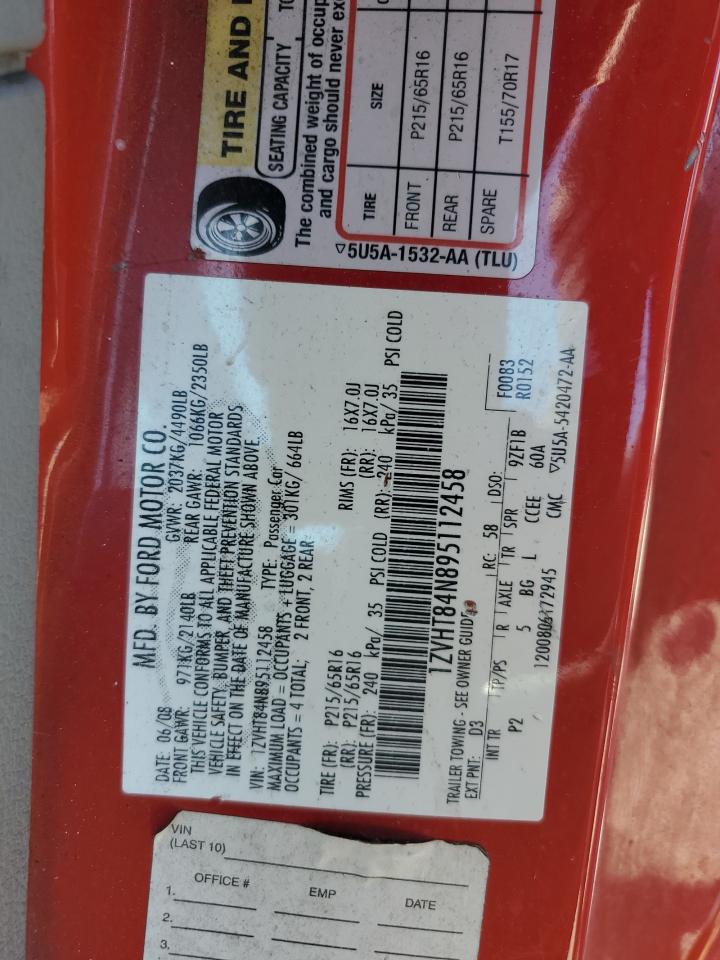 TIRE AND
SEATING CAPACITY
The combined weight of occup
and cargo should never exc
TIRE SIZE
FRONT P215/65R16
REAR P215/65R16
SPARE T155/70R17
▽5U5A-1532-AA (TLU)
MFD. BY FORD MOTOR CO.
DATE: 06/08 GVWR: 2037KG/4490LB
FRONT GAWR: 971KG/2140LB REAR GAWR: 1066KG/2350LB
THIS VEHICLE CONFORMS TO ALL APPLICABLE FEDERAL MOTOR
VEHICLE SAFETY, BUMPER, AND THEFT PREVENTION STANDARDS
IN EFFECT ON THE DATE OF MANUFACTURE SHOWN ABOVE.
VIN: 1ZVHT84N895112458 TYPE: Passenger Car
MAXIMUM LOAD = OCCUPANTS + LUGGAGE = 301KG/664LB
OCCUPANTS = 4 TOTAL; 2 FRONT, 2 REAR
TIRE (FR): P215/65R16 RIMS (FR): 16X7.0J
(RR): P215/65R16 (RR): 16X7.0J
PRESSURE (FR): 240 kPa/ 35 PSI COLD (RR): 240 kPa/ 35 PSI COLD
1ZVHT84N895112458
TRAILER TOWING - SEE OWNER GUIDE
EXT PNT: D3 RC: 58 DSO: F0083
R0152
INT TR TP/PS R AXLE TR SPR 9ZF1B
P2 5 BG L CCEE 60A
1200806172945 CMC ▽5U5A-5420472-AA
VIN
(LAST 10)
OFFICE # EMP DATE
1.
2.
3.